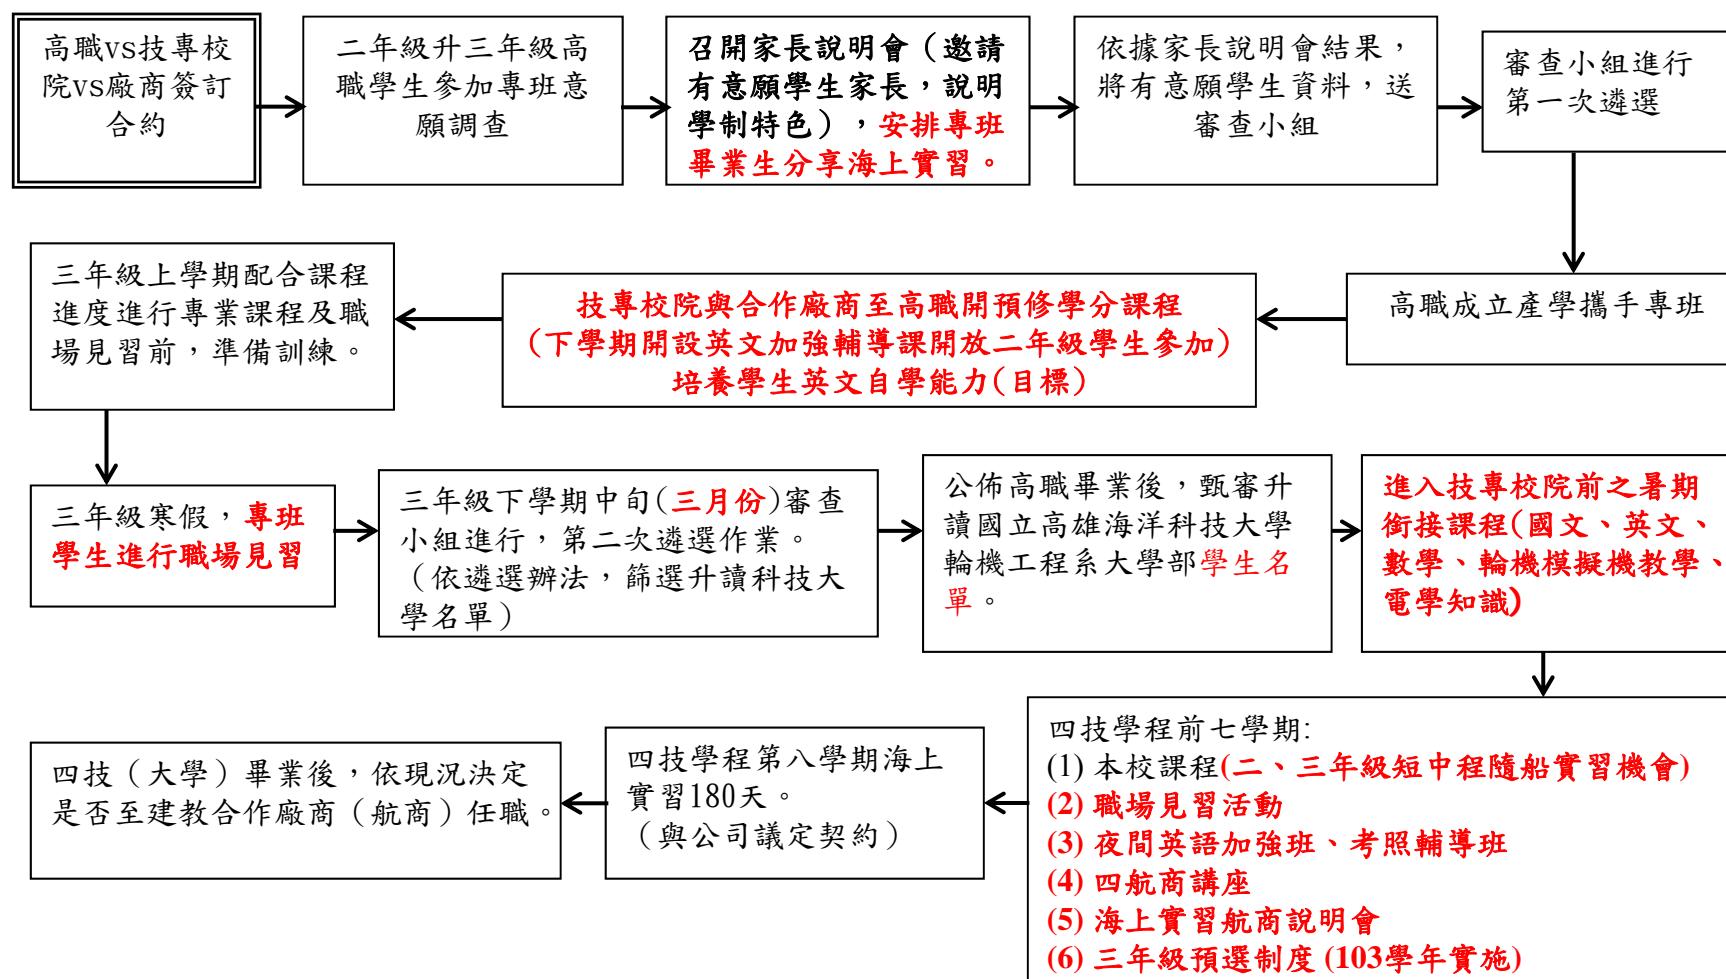 高職vs技專校
院vs廠商簽訂
合約
二年級升三年級高
職學生參加專班意
願調查
召開家長說明會（邀請
有意願學生家長，說明
學制特色），安排專班
畢業生分享海上實習。
依據家長說明會結果，
將有意願學生資料，送
審查小組
審查小組進行
第一次遴選
高職成立產學攜手專班
技專校院與合作廠商至高職開預修學分課程
(下學期開設英文加強輔導課開放二年級學生參加)
培養學生英文自學能力(目標)
三年級上學期配合課程
進度進行專業課程及職
場見習前，準備訓練。
三年級寒假，專班
學生進行職場見習
三年級下學期中旬(三月份)審查
小組進行，第二次遴選作業。
（依遴選辦法，篩選升讀科技大
學名單）
公佈高職畢業後，甄審升
讀國立高雄海洋科技大學
輪機工程系大學部學生名
單。
進入技專校院前之暑期
銜接課程(國文、英文、
數學、輪機模擬機教學、
電學知識)
四技學程前七學期:
(1) 本校課程(二、三年級短中程隨船實習機會)
(2) 職場見習活動
(3) 夜間英語加強班、考照輔導班
(4) 四航商講座
(5) 海上實習航商說明會
(6) 三年級預選制度 (103學年實施)
四技學程第八學期海上
實習180天。
（與公司議定契約）
四技（大學）畢業後，依現況決定
是否至建教合作廠商（航商）任職。